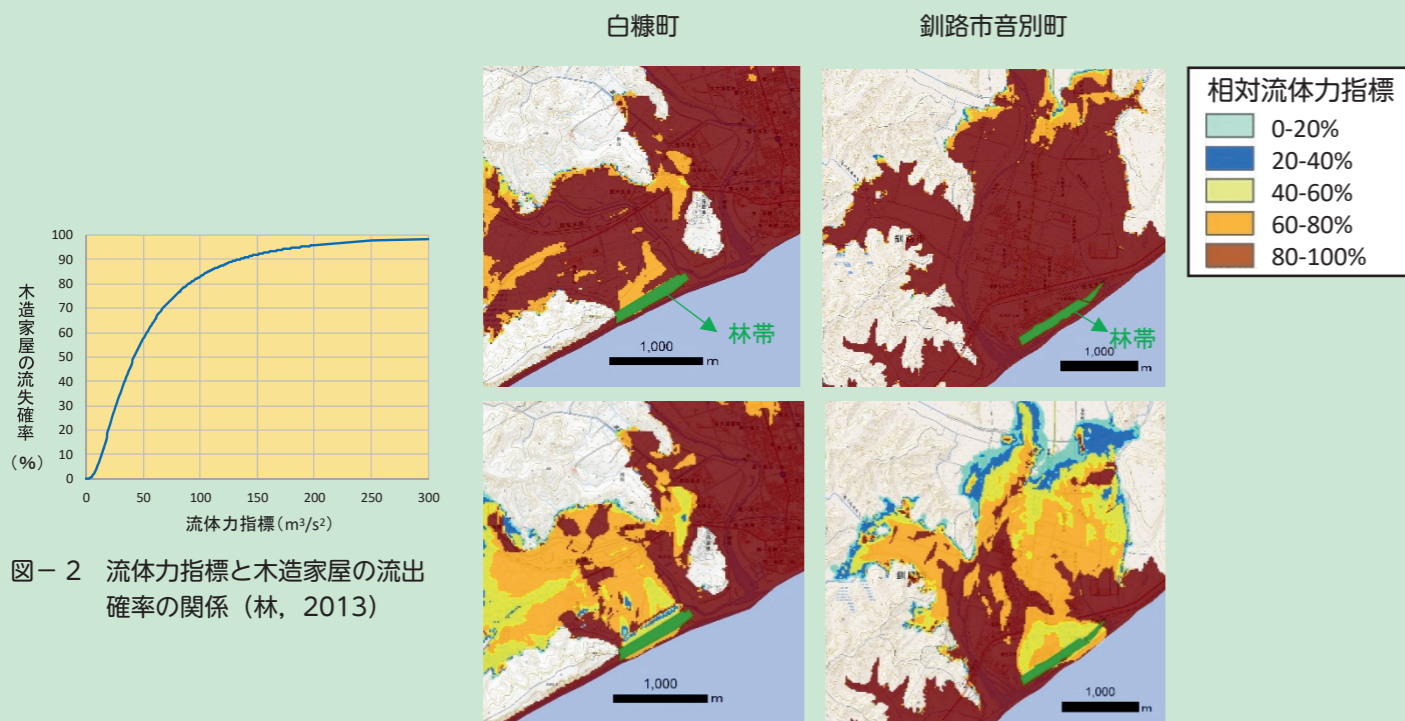 白糠町
釧路市音別町
相対流体力指標
0-20%
20-40%
40-60%
60-80%
80-100%
林帯
1,000
m
林帯
1,000
m
木造家屋の流失確率(%)
100
90
80
70
60
50
40
30
20
10
0
0 50 100 150 200 250 300
流体力指標(m³/s²)
図-2 流体力指標と木造家屋の流出
確率の関係(林,2013)
1,000
m
1,000
m